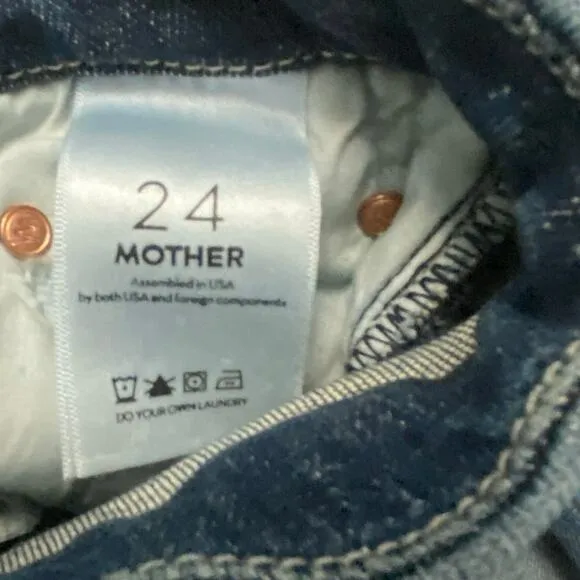 24
MOTHER
Assembled in USA
by both USA and foreign components
DO YOUR OWN LAUNDRY